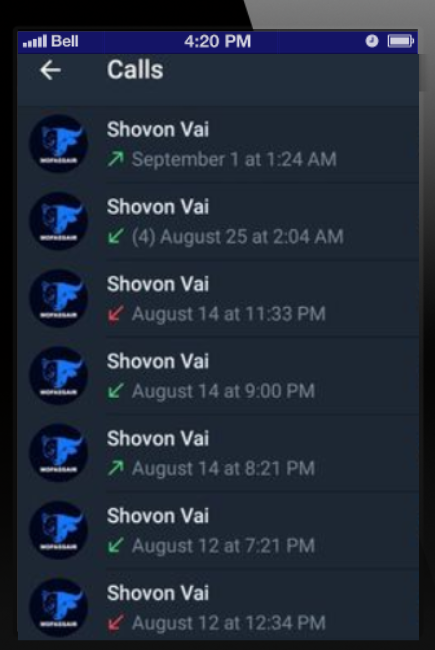 Bell 4:20 PM
Calls
Shovon Vai
September 1 at 1:24 AM
Shovon Vai
(4) August 25 at 2:04 AM
Shovon Vai
August 14 at 11:33 PM
Shovon Vai
August 14 at 9:00 PM
Shovon Vai
August 14 at 8:21 PM
Shovon Vai
August 12 at 7:21 PM
Shovon Vai
August 12 at 12:34 PM